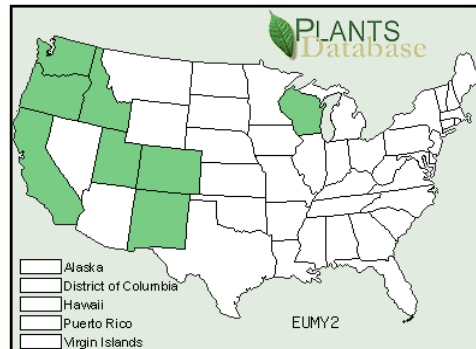 PLANTS
Database
Alaska
District of Columbia
Hawaii
Puerto Rico
Virgin Islands
EUMY2